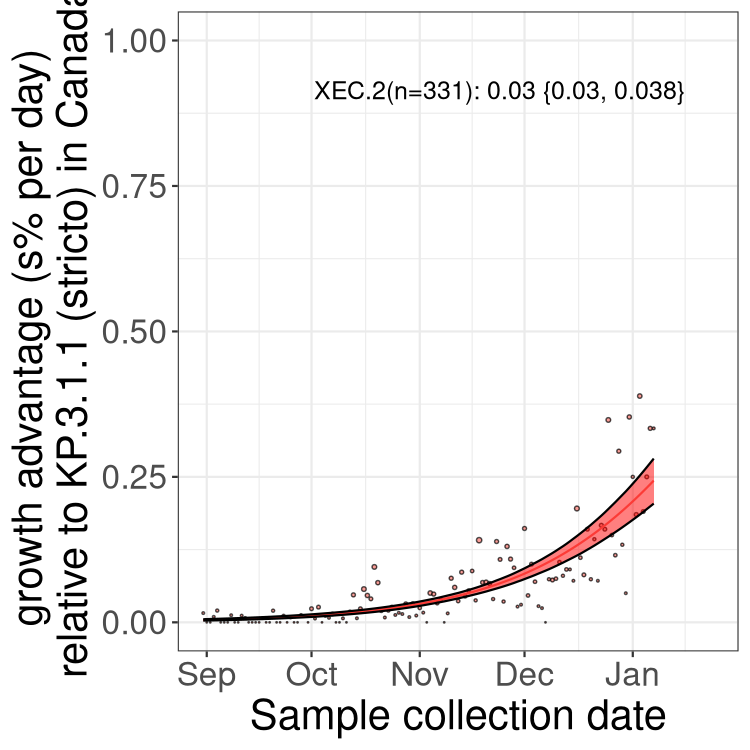 growth advantage (s% per day)
relative to KP.3.1.1 (stricto) in Canada
1.00
0.75
0.50
0.25
0.00
XEC.2(n=331): 0.03 {0.03, 0.038}
Sep Oct Nov Dec Jan
Sample collection date